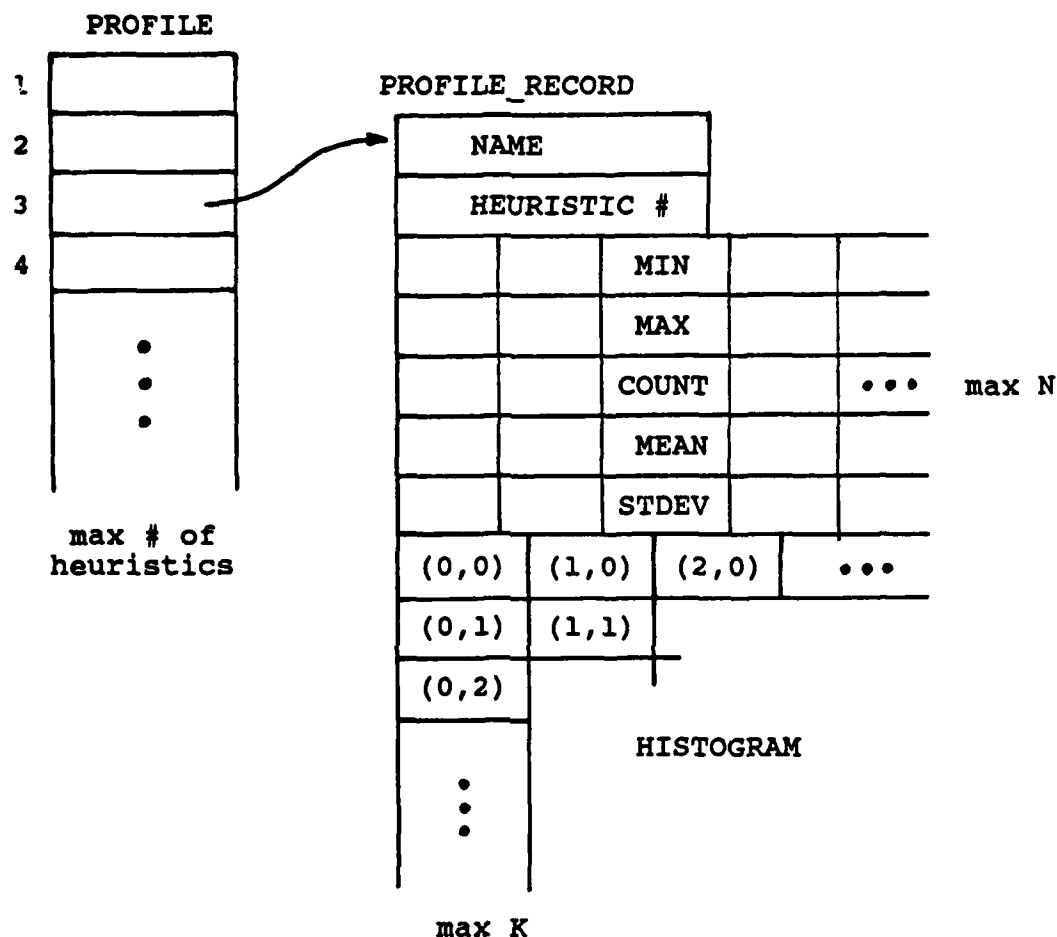 PROFILE
1
2
3
4
max # of
heuristics
PROFILE_RECORD
NAME
HEURISTIC #
MIN
MAX
COUNT
max N
MEAN
STDEV
(0,0) (1,0) (2,0)
(0,1) (1,1)
(0,2)
HISTOGRAM
max K